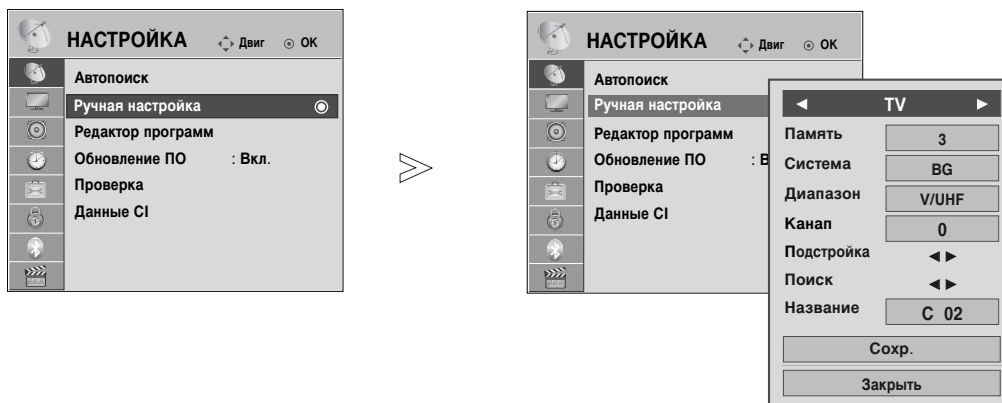 НАСТРОЙКА Двиг OK
Автопоиск
Ручная настройка
Редактор программ
Обновление ПО : Вкл.
Проверка
Данные CI
НАСТРОЙКА Двиг OK
Автопоиск
Ручная настройка
Редактор программ
Обновление ПО : В
Проверка
Данные CI
◄ TV ►
Память 3
Система BG
Диапазон V/UHF
Канап 0
Подстройка ◄ ►
Поиск ◄ ►
Название C 02
Сохр.
Закрыть